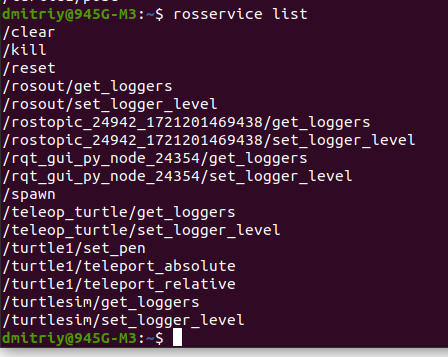 dmitriy@945G-M3:~$ rosservice list
/clear
/kill
/reset
/rosout/get_loggers
/rosout/set_logger_level
/rostopic_24942_1721201469438/get_loggers
/rostopic_24942_1721201469438/set_logger_level
/rqt_gui_py_node_24354/get_loggers
/rqt_gui_py_node_24354/set_logger_level
/spawn
/teleop_turtle/get_loggers
/teleop_turtle/set_logger_level
/turtle1/set_pen
/turtle1/teleport_absolute
/turtle1/teleport_relative
/turtlesim/get_loggers
/turtlesim/set_logger_level
dmitriy@945G-M3:~$